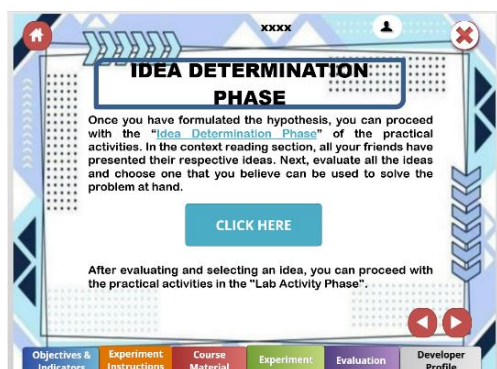 xxxx
IDEA DETERMINATION
PHASE
Once you have formulated the hypothesis, you can proceed
with the "Idea Determination Phase" of the practical
activities. In the context reading section, all your friends have
presented their respective ideas. Next, evaluate all the ideas
and choose one that you believe can be used to solve the
problem at hand.
CLICK HERE
After evaluating and selecting an idea, you can proceed with
the practical activities in the "Lab Activity Phase".
Objectives &
Indicators
Experiment
Instructions
Course
Material
Experiment
Evaluation
Developer
Profile